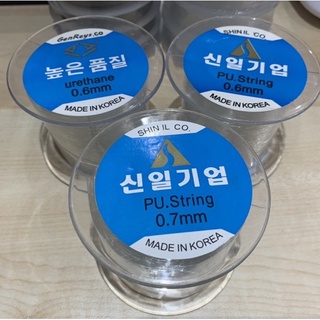 GenRays.co
높은 품질
urethane
0.6mm
MADE IN KOREA
SHIN IL CO.
신일기업
PU.String
0.6mm
MADE IN KOREA
SHIN IL CO.
신일기업
PU.String
0.7mm
MADE IN KOREA